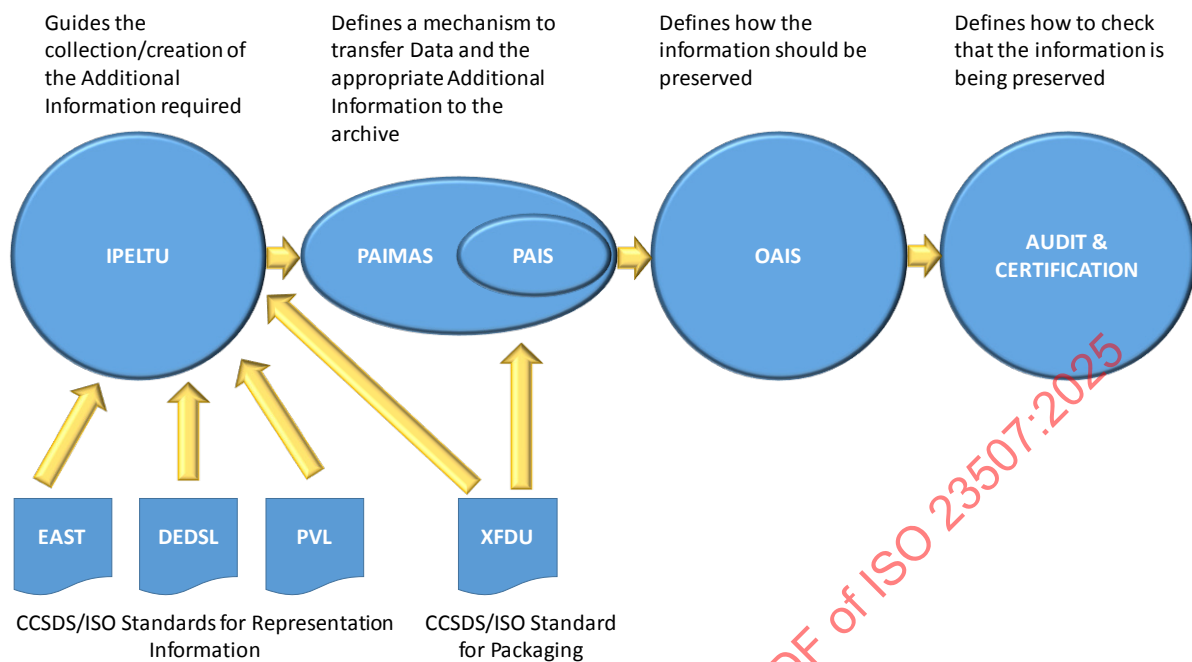 Guides the
collection/creation of
the Additional
Information required
Defines a mechanism to
transfer Data and the
appropriate Additional
Information to the
archive
Defines how the
information should be
preserved
Defines how to check
that the information is
being preserved
IPELTU
PAIMAS
PAIS
OAIS
AUDIT &
CERTIFICATION
EAST
DEDSL
PVL
XFDU
CCSDS/ISO Standards for Representation
Information
CCSDS/ISO Standard
for Packaging
DF of ISO 23507:2025